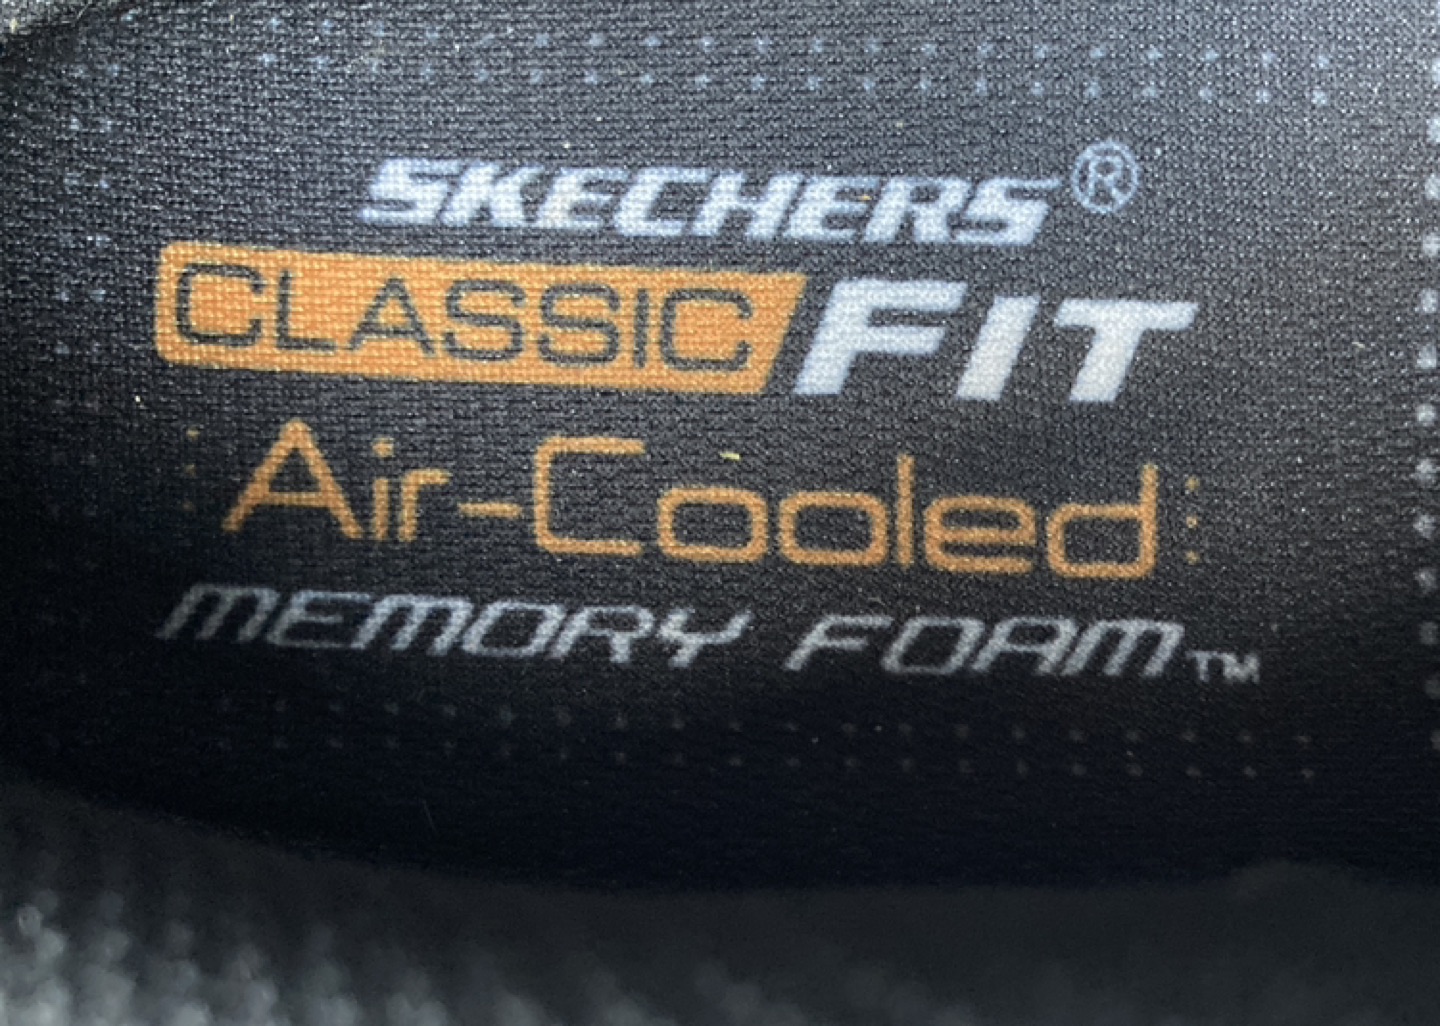 SKECHERS®
CLASSIC FIT
Air-Cooled
MEMORY FOAM™